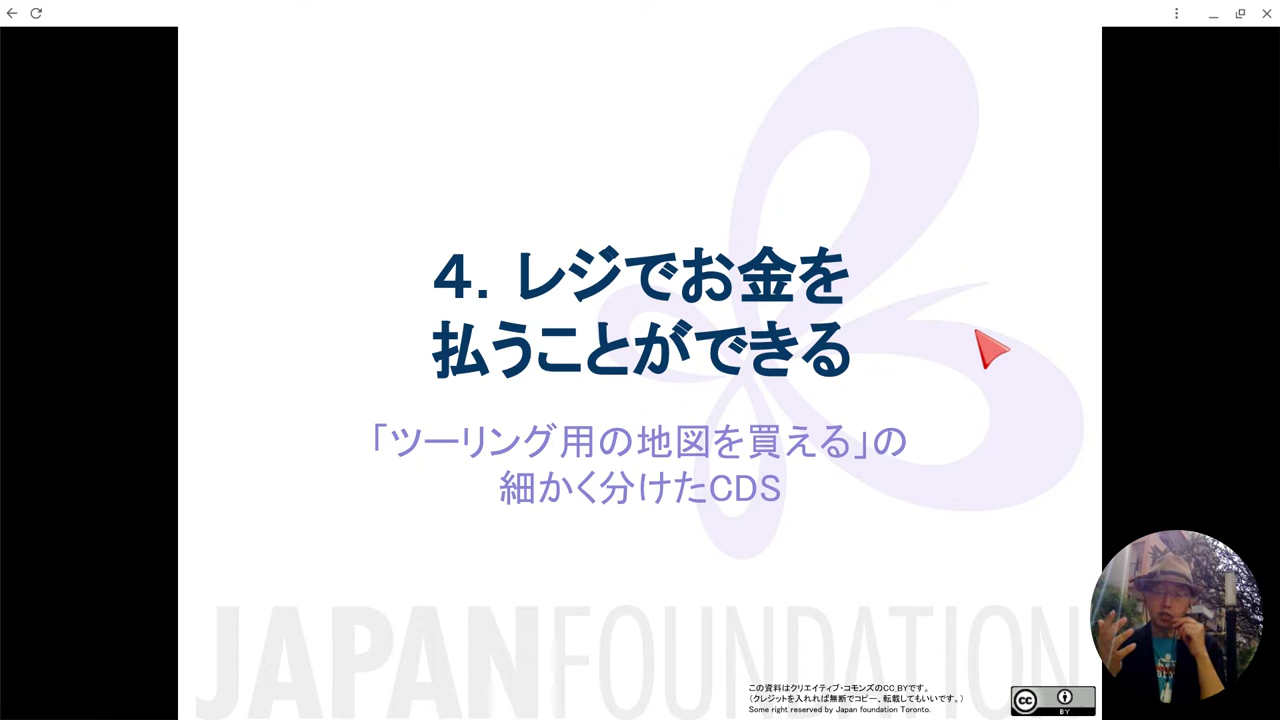 4. レジでお金を
払うことができる
「ツーリング用の地図を買える」の
細かく分けたCDS
JAPANFOUNDATION
この資料はクリエイティブ・コモンズのCC_BYです。
（クレジットを入れれば無断でコピー、転載してもいいです。）
Some right reserved by Japan foundation Toronto.
cc
BY